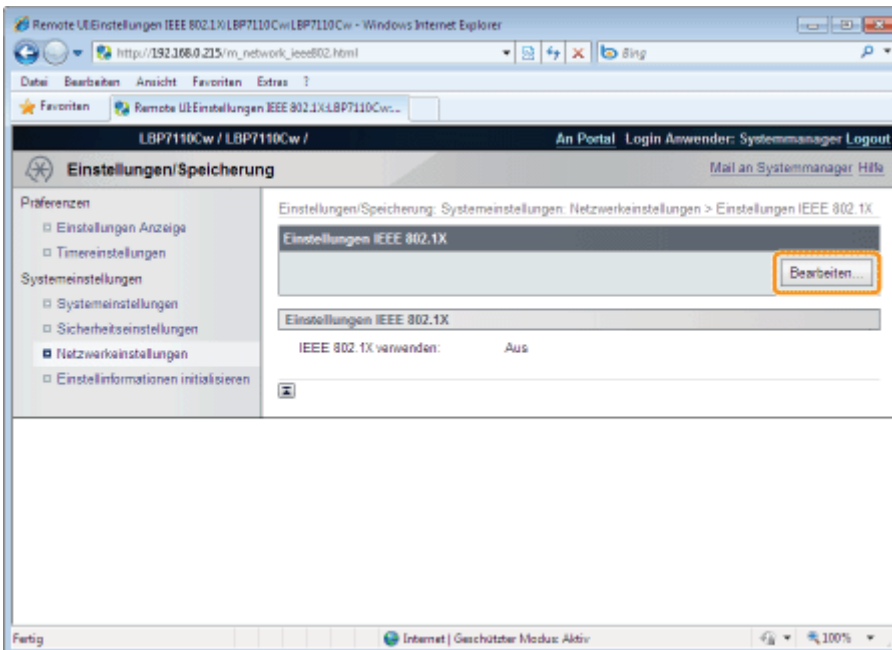 Remote UI:Einstellungen IEEE 802.1X:LBP7110Cw:LBP7110Cw - Windows Internet Explorer
http://192.168.0.215/m_network_ieee802.html
Bing
Datei Bearbeiten Ansicht Favoriten Extras ?
Favoriten Remote UI:Einstellungen IEEE 802.1X:LBP7110Cw:...
LBP7110Cw / LBP7110Cw / An Portal Login Anwender: Systemmanager Logout
Einstellungen/Speicherung Mail an Systemmanager Hilfe
Präferenzen
Einstellungen Anzeige
Timereinstellungen
Systemeinstellungen
Systemeinstellungen
Sicherheitseinstellungen
Netzwerkeinstellungen
Einstellinformationen initialisieren
Einstellungen/Speicherung: Systemeinstellungen: Netzwerkeinstellungen > Einstellungen IEEE 802.1X
Einstellungen IEEE 802.1X
Bearbeiten...
Einstellungen IEEE 802.1X
IEEE 802.1X verwenden: Aus
Fertig Internet | Geschützter Modus: Aktiv 100%